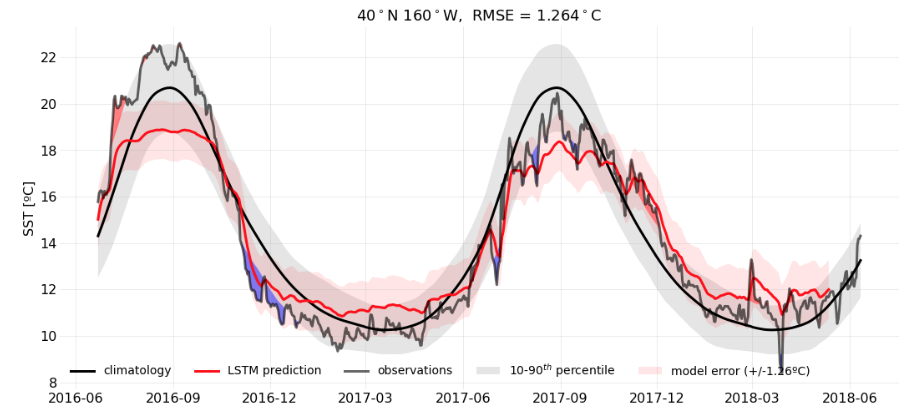 40°N 160°W, RMSE = 1.264°C
SST [ºC]
22
20
18
16
14
12
10
8
climatology LSTM prediction observations 10-90th percentile model error (+/-1.26ºC)
2016-06 2016-09 2016-12 2017-03 2017-06 2017-09 2017-12 2018-03 2018-06